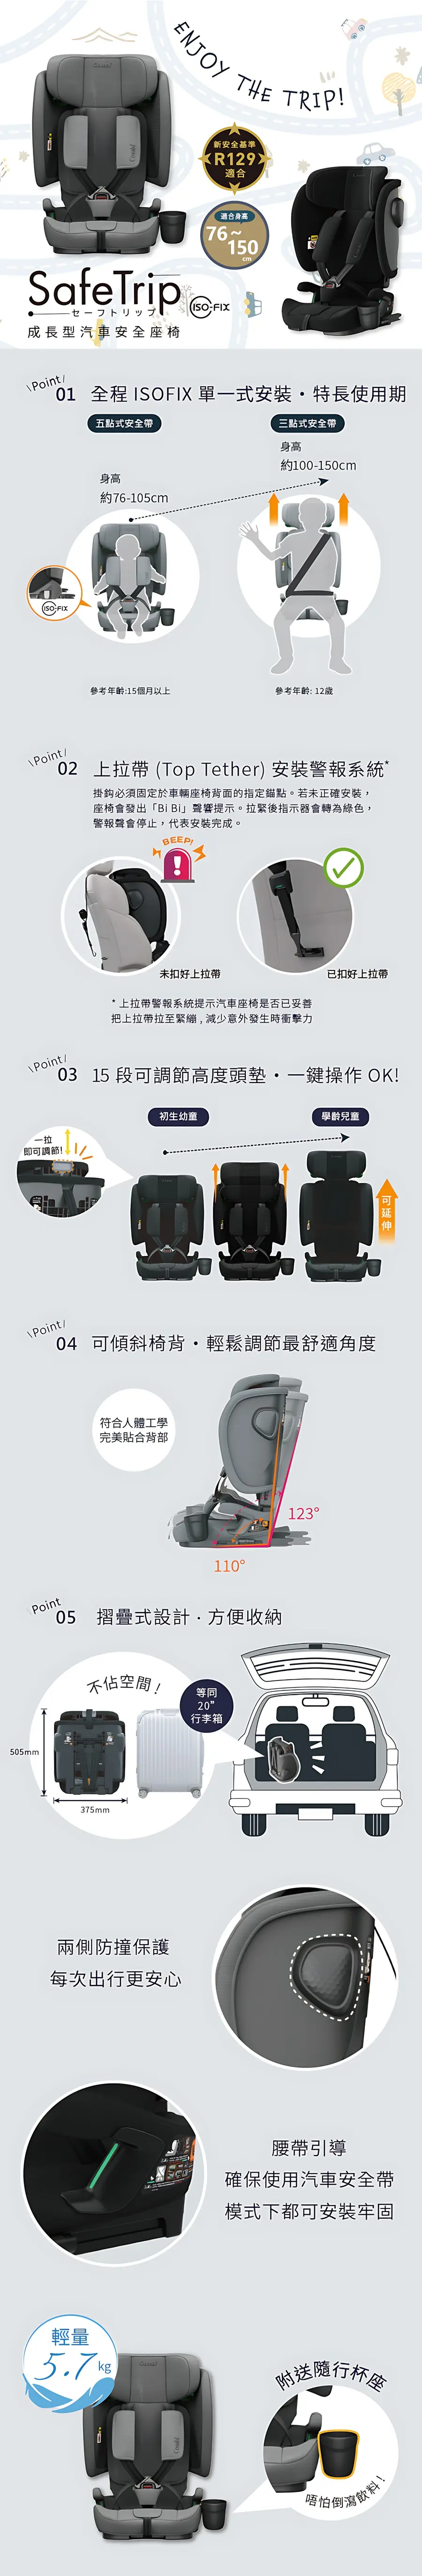 ENJOY THE TRIP!
新安全基準
R129
適合
適合身高
76~
150
cm
SafeTrip
セーフトリップ
ISO-FIX
成長型汽車安全座椅
Point
01 全程 ISOFIX 單一式安裝・特長使用期
五點式安全帶
三點式安全帶
身高
約76-105cm
身高
約100-150cm
ISO-FIX
參考年齡:15個月以上
參考年齡: 12歲
Point
02 上拉帶 (Top Tether) 安裝警報系統*
掛鈎必須固定於車輛座椅背面的指定錨點。若未正確安裝，
座椅會發出「Bi Bi」聲響提示。拉緊後指示器會轉為綠色，
警報聲會停止，代表安裝完成。
BEEP!
未扣好上拉帶
已扣好上拉帶
* 上拉帶警報系統提示汽車座椅是否已妥善
把上拉帶拉至緊繃 , 減少意外發生時衝擊力
Point
03 15 段可調節高度頭墊・一鍵操作 OK!
初生幼童
學齡兒童
一拉
即可調節!
可延伸
Point
04 可傾斜椅背・輕鬆調節最舒適角度
符合人體工學
完美貼合背部
123°
110°
Point
05 摺疊式設計 · 方便收納
不佔空間！
等同
20”
行李箱
505mm
375mm
兩側防撞保護
每次出行更安心
腰帶引導
確保使用汽車安全帶
模式下都可安裝牢固
輕量
5.7kg
附送隨行杯座
唔怕倒瀉飲料！